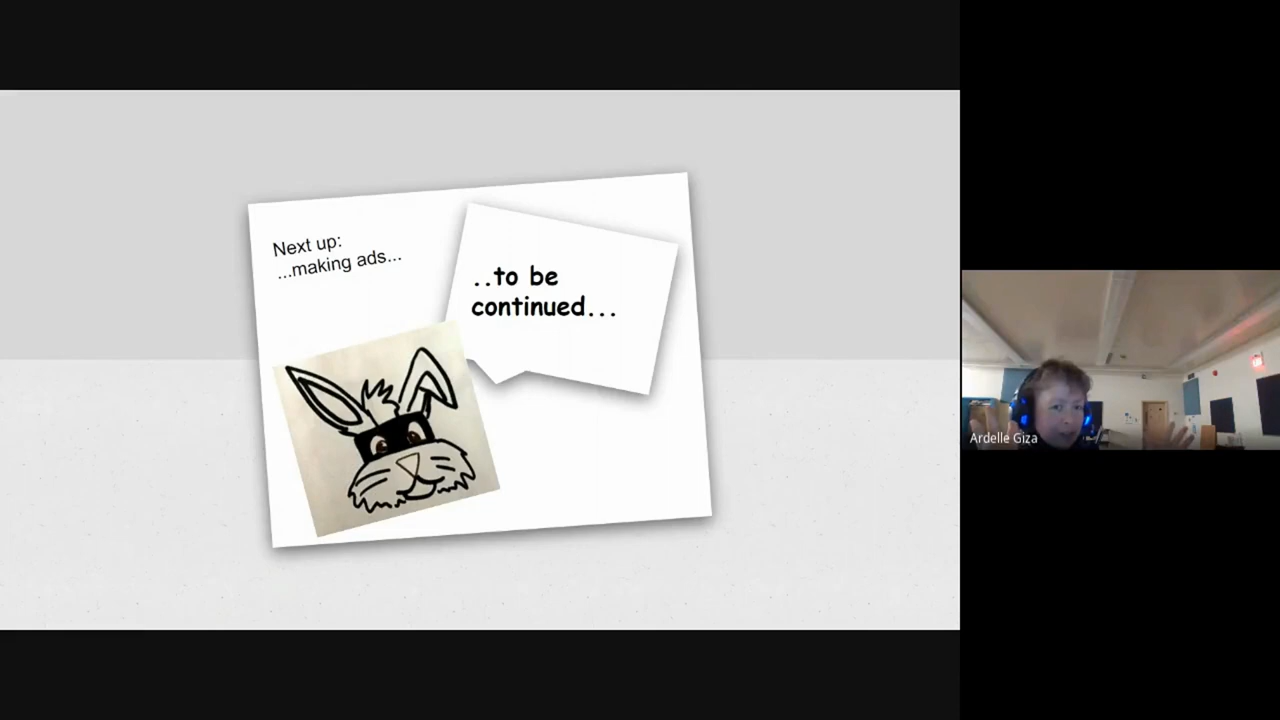 Next up:
...making ads...
..to be
continued...
Ardelle Giza